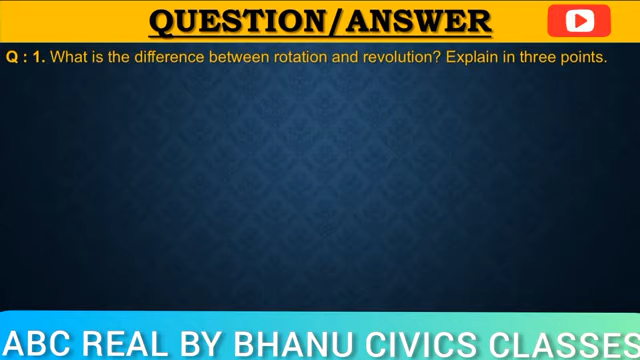 QUESTION/ANSWER
Q : 1. What is the difference between rotation and revolution? Explain in three points.
ABC REAL BY BHANU CIVICS CLASSES